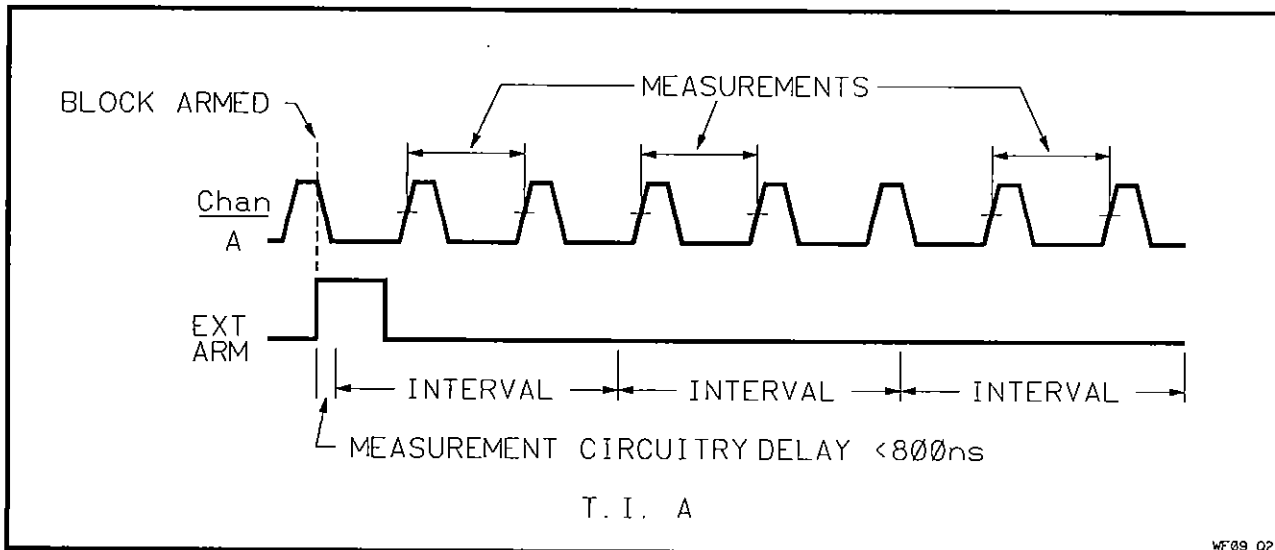 MEASUREMENTS
BLOCK ARMED
Chan
A
EXT
ARM
INTERVAL INTERVAL INTERVAL
MEASUREMENT CIRCUITRY DELAY <800ns
T. I. A
WF09 02